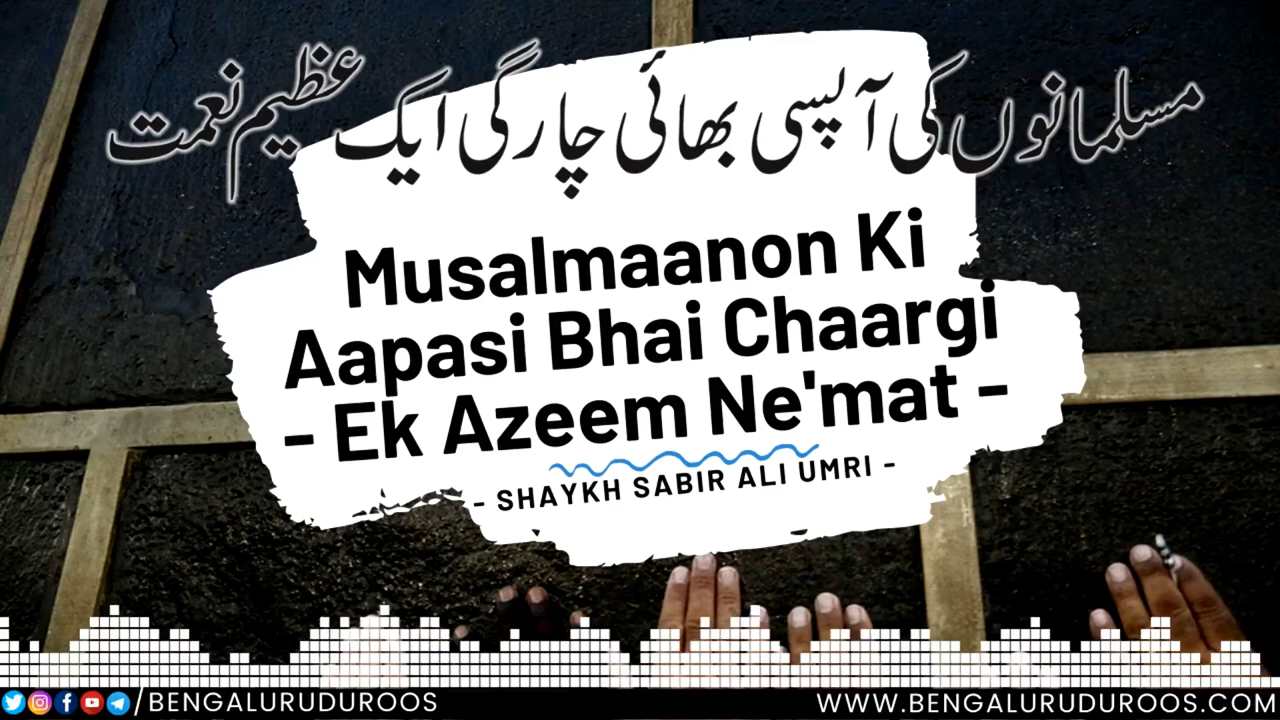 مسلمانوں کی آپسی بھائی چارگی ایک عظیم نعمت
Musalmaanon Ki
Aapasi Bhai Chaargi
- Ek Azeem Ne'mat -
- SHAYKH SABIR ALI UMRI -
/BENGALURUDUROOS
WWW.BENGALURUDUROOS.COM